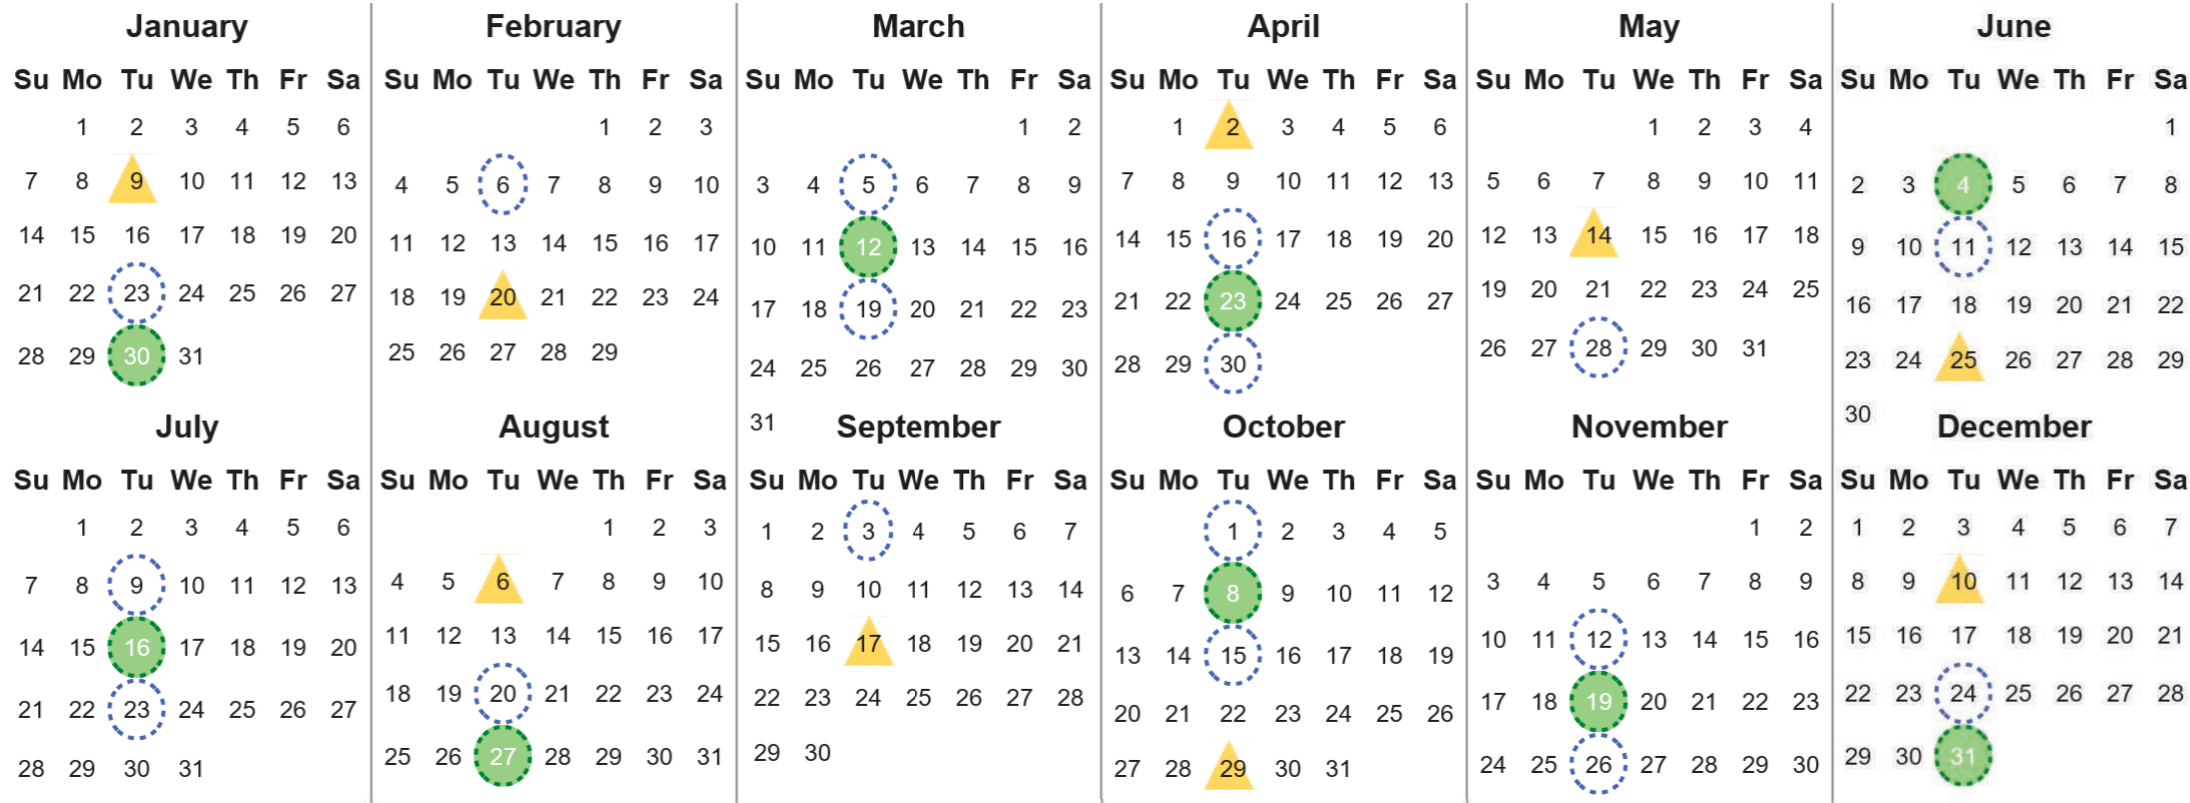 January
Su Mo Tu We Th Fr Sa
1 2 3 4 5 6
7 8 9 10 11 12 13
14 15 16 17 18 19 20
21 22 23 24 25 26 27
28 29 30 31
February
Su Mo Tu We Th Fr Sa
1 2 3
4 5 6 7 8 9 10
11 12 13 14 15 16 17
18 19 20 21 22 23 24
25 26 27 28 29
March
Su Mo Tu We Th Fr Sa
1 2
3 4 5 6 7 8 9
10 11 12 13 14 15 16
17 18 19 20 21 22 23
24 25 26 27 28 29 30
31
April
Su Mo Tu We Th Fr Sa
1 2 3 4 5 6
7 8 9 10 11 12 13
14 15 16 17 18 19 20
21 22 23 24 25 26 27
28 29 30
May
Su Mo Tu We Th Fr Sa
1 2 3 4
5 6 7 8 9 10 11
12 13 14 15 16 17 18
19 20 21 22 23 24 25
26 27 28 29 30 31
June
Su Mo Tu We Th Fr Sa
1
2 3 4 5 6 7 8
9 10 11 12 13 14 15
16 17 18 19 20 21 22
23 24 25 26 27 28 29
30
July
Su Mo Tu We Th Fr Sa
1 2 3 4 5 6
7 8 9 10 11 12 13
14 15 16 17 18 19 20
21 22 23 24 25 26 27
28 29 30 31
August
Su Mo Tu We Th Fr Sa
1 2 3
4 5 6 7 8 9 10
11 12 13 14 15 16 17
18 19 20 21 22 23 24
25 26 27 28 29 30 31
September
Su Mo Tu We Th Fr Sa
1 2 3 4 5 6 7
8 9 10 11 12 13 14
15 16 17 18 19 20 21
22 23 24 25 26 27 28
29 30
October
Su Mo Tu We Th Fr Sa
1 2 3 4 5
6 7 8 9 10 11 12
13 14 15 16 17 18 19
20 21 22 23 24 25 26
27 28 29 30 31
November
Su Mo Tu We Th Fr Sa
1 2
3 4 5 6 7 8 9
10 11 12 13 14 15 16
17 18 19 20 21 22 23
24 25 26 27 28 29 30
December
Su Mo Tu We Th Fr Sa
1 2 3 4 5 6 7
8 9 10 11 12 13 14
15 16 17 18 19 20 21
22 23 24 25 26 27 28
29 30 31